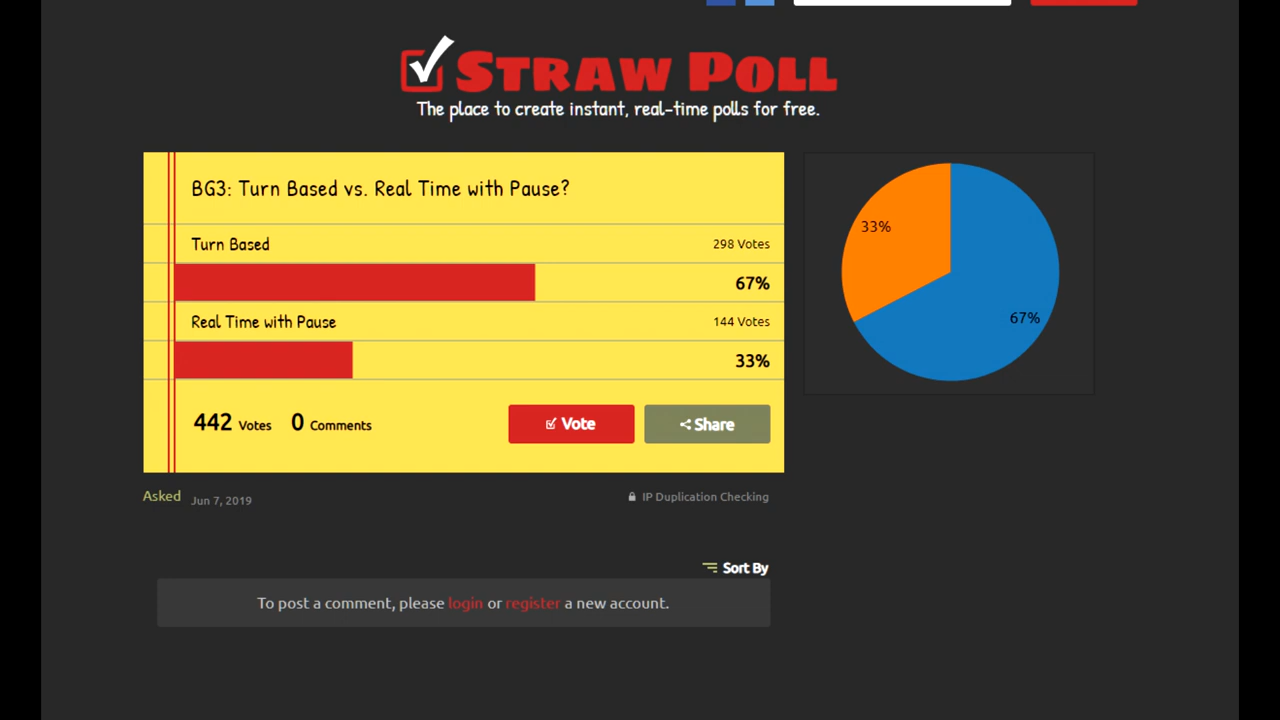 STRAW POLL
The place to create instant, real-time polls for free.
BG3: Turn Based vs. Real Time with Pause?
Turn Based 298 Votes
67%
Real Time with Pause 144 Votes
33%
442 Votes 0 Comments Vote Share
Asked Jun 7, 2019 IP Duplication Checking
Sort By
To post a comment, please login or register a new account.
33%
67%